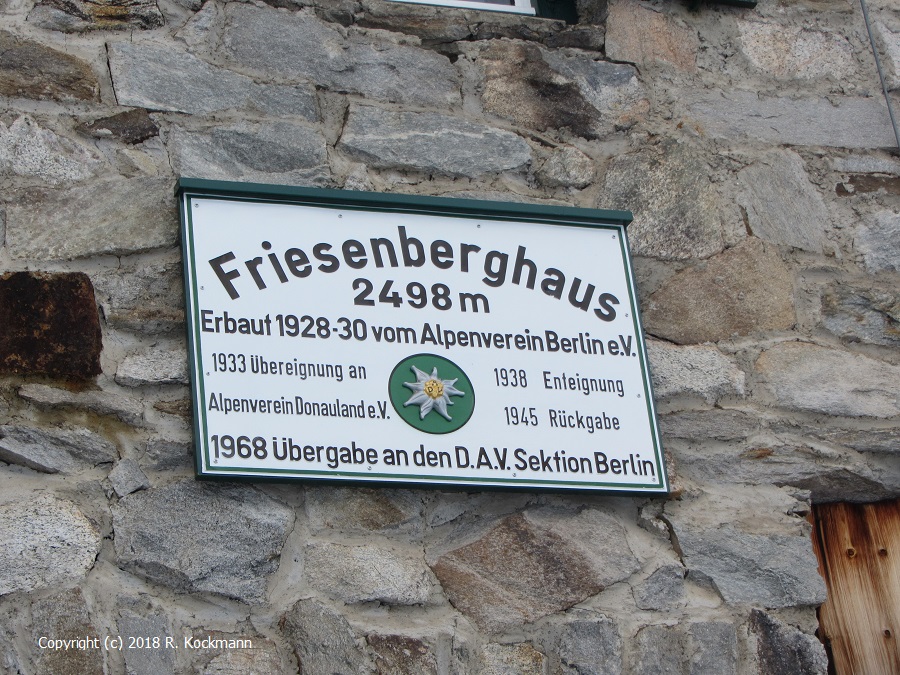 Friesenberghaus
2498 m
Erbaut 1928-30 vom Alpenverein Berlin e.V.
1933 Übereignung an
Alpenverein Donauland e.V.
1938 Enteignung
1945 Rückgabe
1968 Übergabe an den D.A.V. Sektion Berlin
Copyright (c) 2018 R. Kockmann